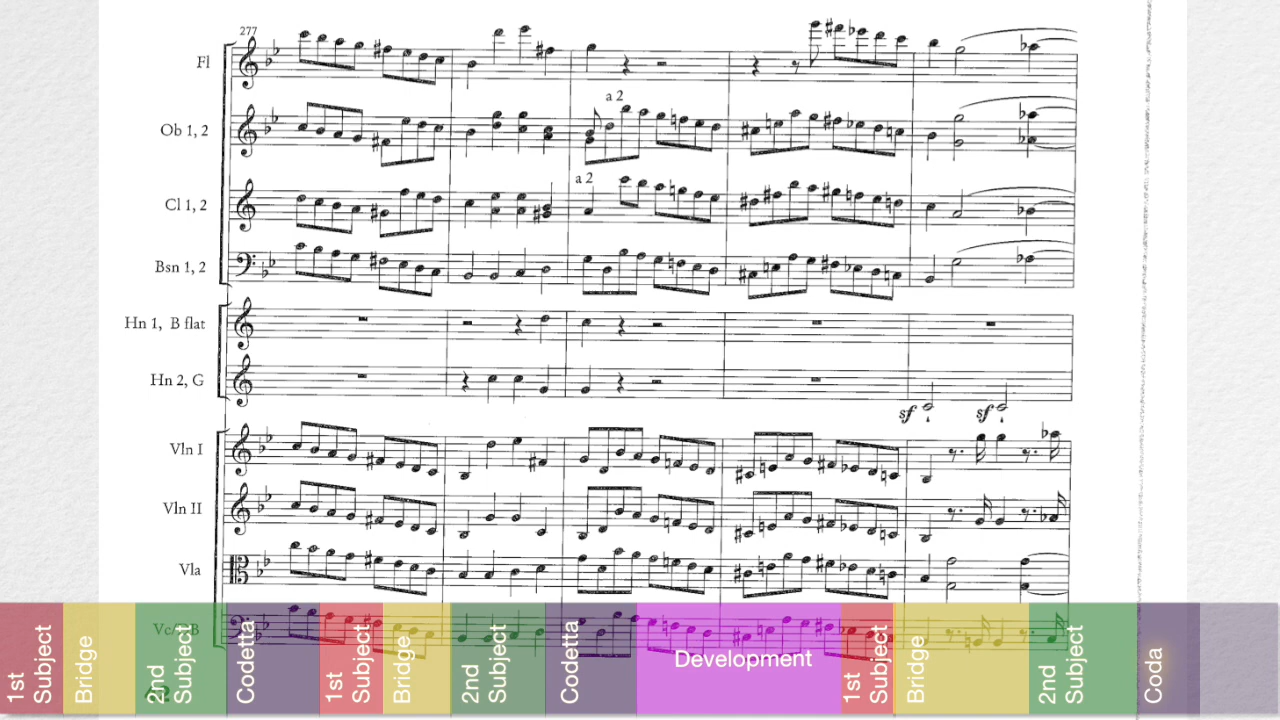 277
Fl
a 2
Ob 1, 2
a 2
Cl 1, 2
Bsn 1, 2
Hn 1, B flat
Hn 2, G
sf sf
Vln I
Vln II
Vla
1st Subject
Bridge
2nd Subject
Codetta
1st Subject
Bridge
2nd Subject
Codetta
Development
1st Subject
Bridge
2nd Subject
Coda